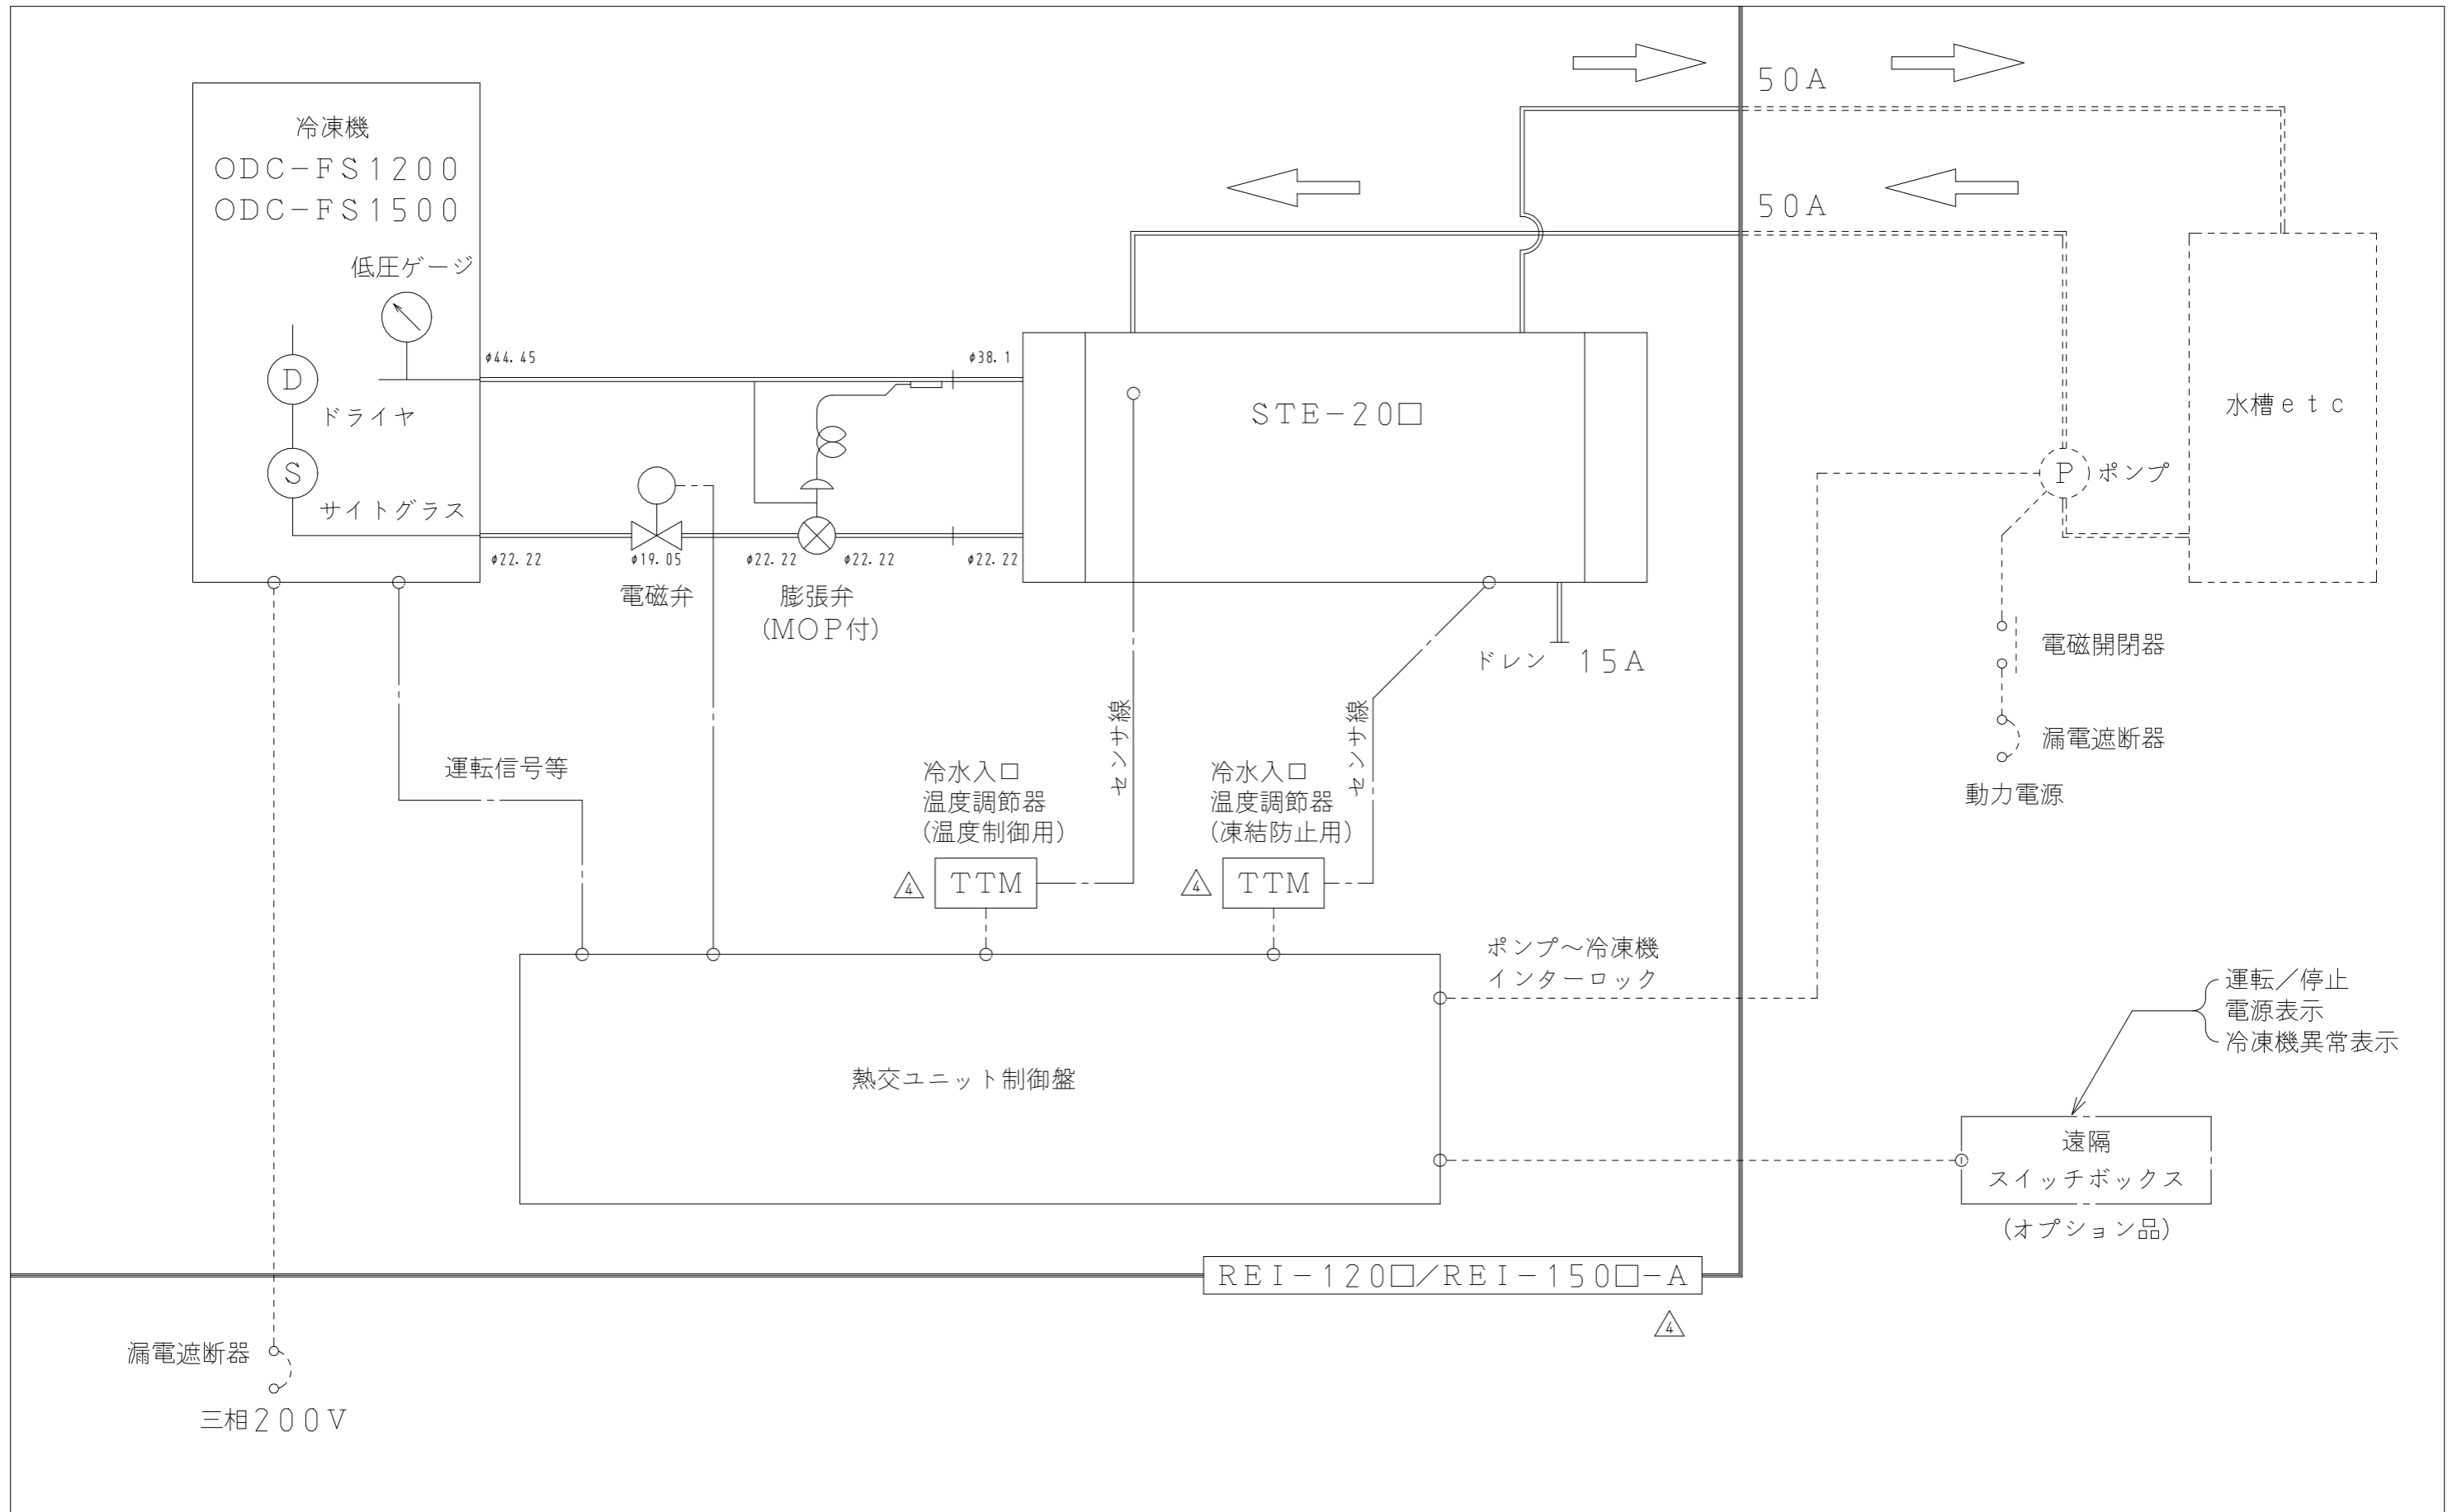 冷凍機
ODC-FS1200
ODC-FS1500
低圧ゲージ
D
ドライヤ
S
サイトグラス
φ44.45
φ38.1
φ22.22
φ19.05
φ22.22
φ22.22
φ22.22
電磁弁
膨張弁
(MOP付)
STE-20□
50A
50A
水槽etc
P
ポンプ
ドレン 15A
電磁開閉器
漏電遮断器
動力電源
運転信号等
センサ線
センサ線
冷水入口
温度調節器
(温度制御用)
冷水入口
温度調節器
(凍結防止用)
4
TTM
4
TTM
ポンプ～冷凍機
インターロック
熱交ユニット制御盤
運転／停止
電源表示
冷凍機異常表示
遠隔
スイッチボックス
(オプション品)
REI-120□／REI-150□-A
4
漏電遮断器
三相200V